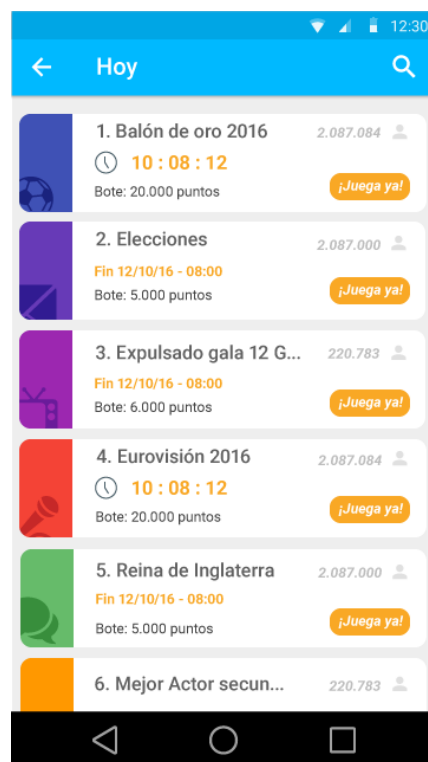 12:30
Hoy
1. Balón de oro 2016
2.087.084
10 : 08 : 12
Bote: 20.000 puntos
¡Juega ya!
2. Elecciones
2.087.000
Fin 12/10/16 - 08:00
Bote: 5.000 puntos
¡Juega ya!
3. Expulsado gala 12 G...
220.783
Fin 12/10/16 - 08:00
Bote: 6.000 puntos
¡Juega ya!
4. Eurovisión 2016
2.087.084
10 : 08 : 12
Bote: 20.000 puntos
¡Juega ya!
5. Reina de Inglaterra
2.087.000
Fin 12/10/16 - 08:00
Bote: 5.000 puntos
¡Juega ya!
6. Mejor Actor secun...
220.783